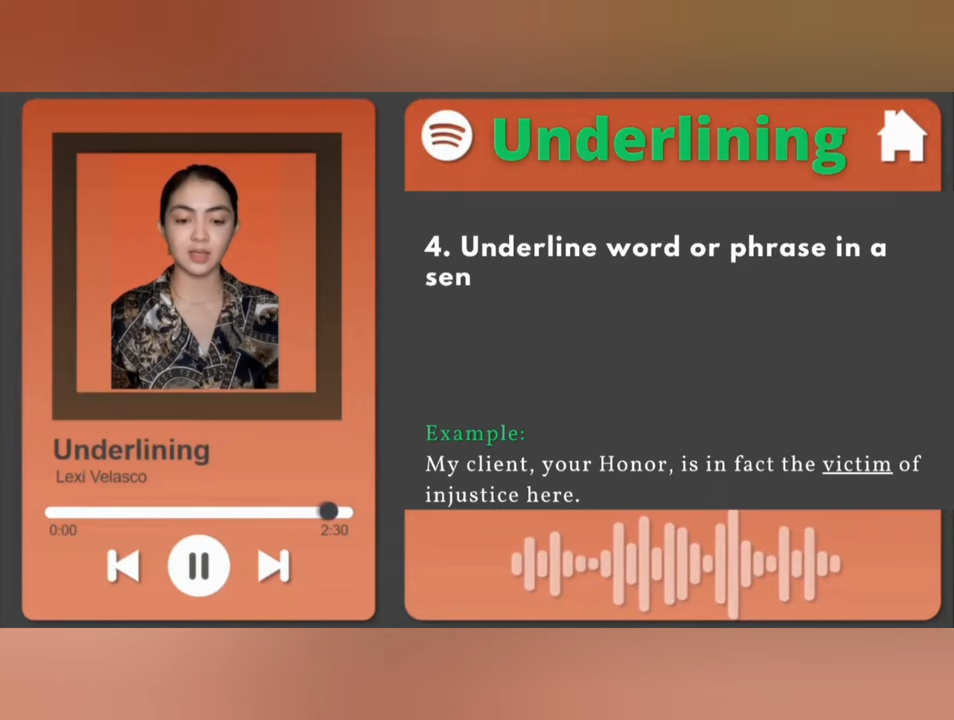 Underlining
Lexi Velasco
0:00
2:30
Underlining
4. Underline word or phrase in a
sen
Example:
My client, your Honor, is in fact the victim of
injustice here.